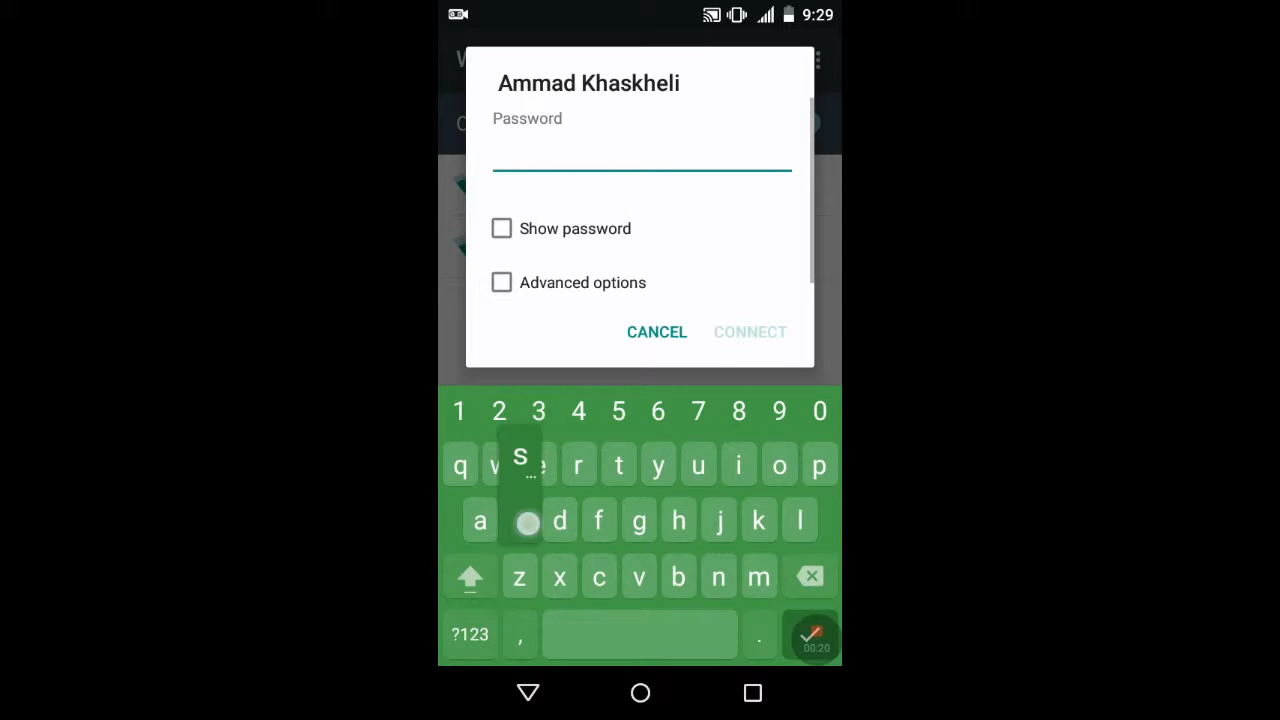 9:29
W
Ammad Khaskheli
Password
Show password
Advanced options
CANCEL CONNECT
1 2 3 4 5 6 7 8 9 0
q w e r t y u i o p
s
...
a d f g h j k l
z x c v b n m
?123 , .
00:20